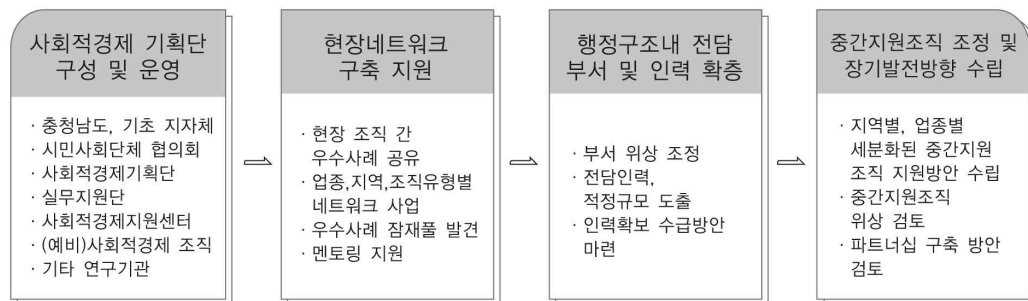 사회적경제 기획단
구성 및 운영
· 충청남도, 기초 지자체
· 시민사회단체 협의회
· 사회적경제기획단
· 실무지원단
· 사회적경제지원센터
· (예비)사회적경제 조직
· 기타 연구기관
현장네트워크
구축 지원
· 현장 조직 간
우수사례 공유
· 업종,지역,조직유형별
네트워크 사업
· 우수사례 잠재풀 발견
· 멘토링 지원
행정구조내 전담
부서 및 인력 확층
· 부서 위상 조정
· 전담인력,
적정규모 도출
· 인력확보 수급방안
마련
중간지원조직 조정 및
장기발전방향 수립
· 지역별, 업종별
세분화된 중간지원
조직 지원방안 수립
· 중간지원조직
위상 검토
· 파트너십 구축 방안
검토